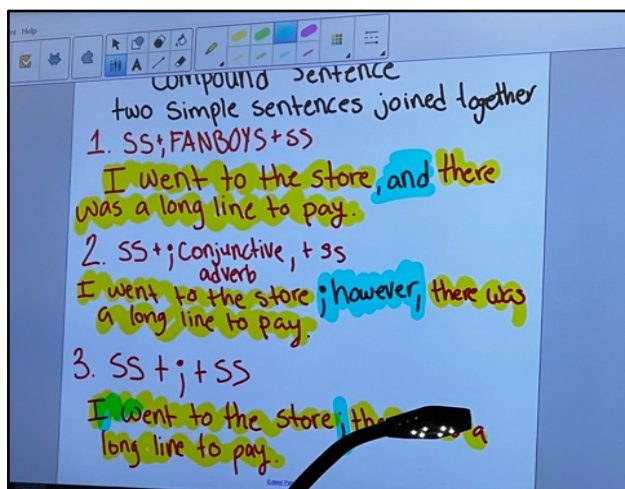 Help
Compound Sentence
two simple sentences joined together
1. SS+, FANBOYS+SS
I went to the store, and there
was a long line to pay.
2. SS+; Conjunctive, + SS
adverb
I went to the store; however, there was
a long line to pay.
3. SS + ; + SS
I went to the store; a
long line to pay.